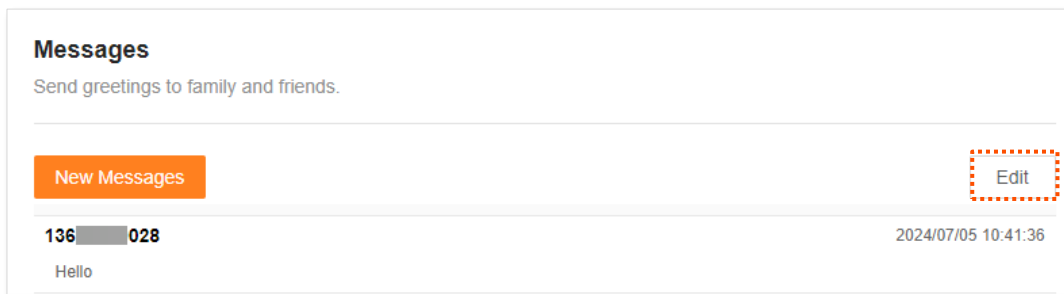 Messages
Send greetings to family and friends.
New Messages Edit
136 028 2024/07/05 10:41:36
Hello